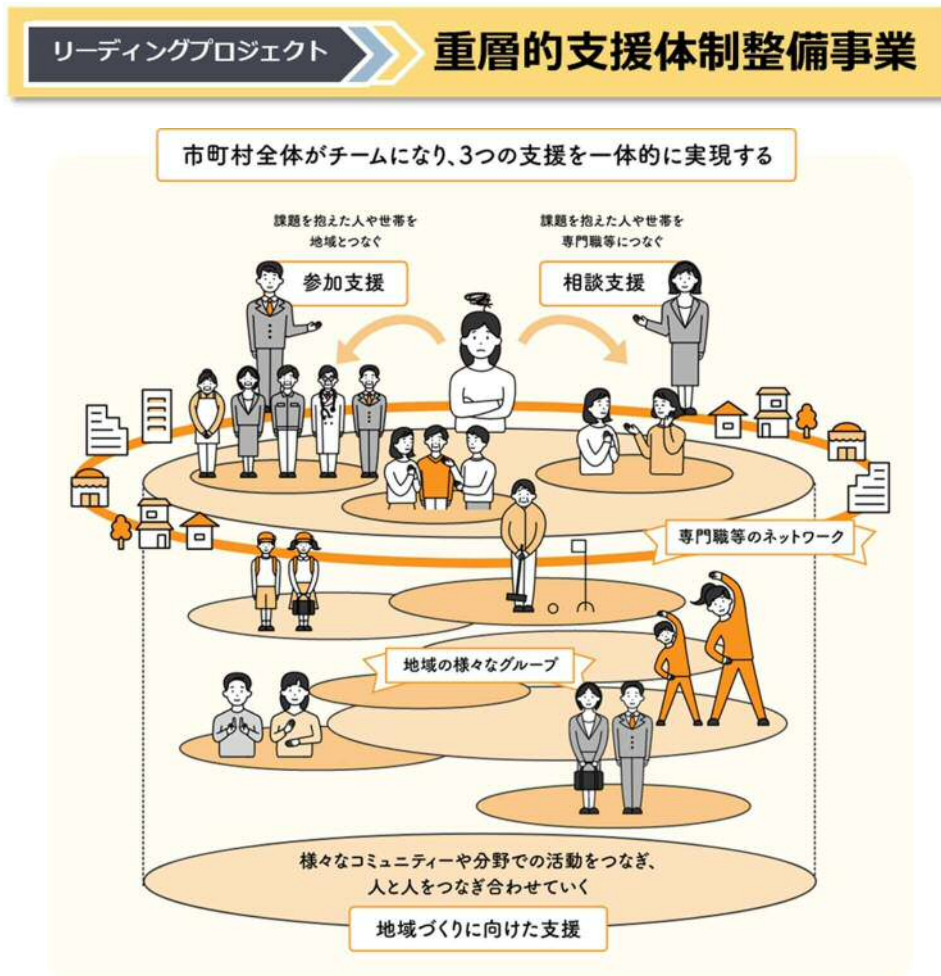 リーディングプロジェクト
重層的支援体制整備事業
市町村全体がチームになり、3つの支援を一体的に実現する
課題を抱えた人や世帯を
地域とつなぐ
参加支援
課題を抱えた人や世帯を
専門職等につなぐ
相談支援
専門職等のネットワーク
地域の様々なグループ
様々なコミュニティーや分野での活動をつなぎ、
人と人をつなぎ合わせていく
地域づくりに向けた支援